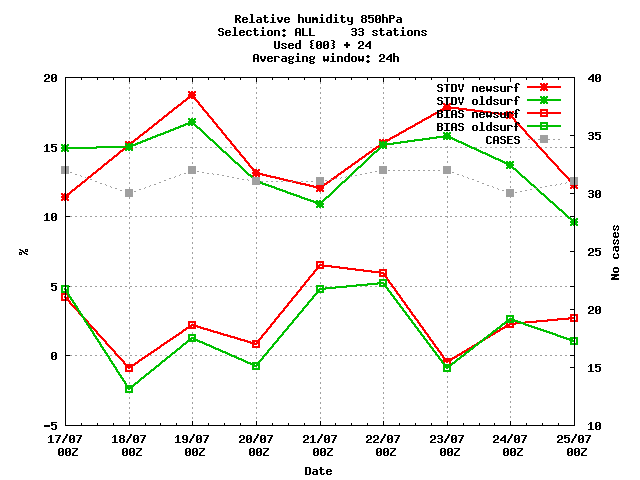 Relative humidity 850hPa
Selection: ALL     33 stations
Used {00} + 24
Averaging window: 24h
STDV newsurf
STDV oldsurf
BIAS newsurf
BIAS oldsurf
CASES
20
15
10
5
0
-5
%
40
35
30
25
20
15
10
No cases
17/07 18/07 19/07 20/07 21/07 22/07 23/07 24/07 25/07
00Z 00Z 00Z 00Z 00Z 00Z 00Z 00Z 00Z
Date